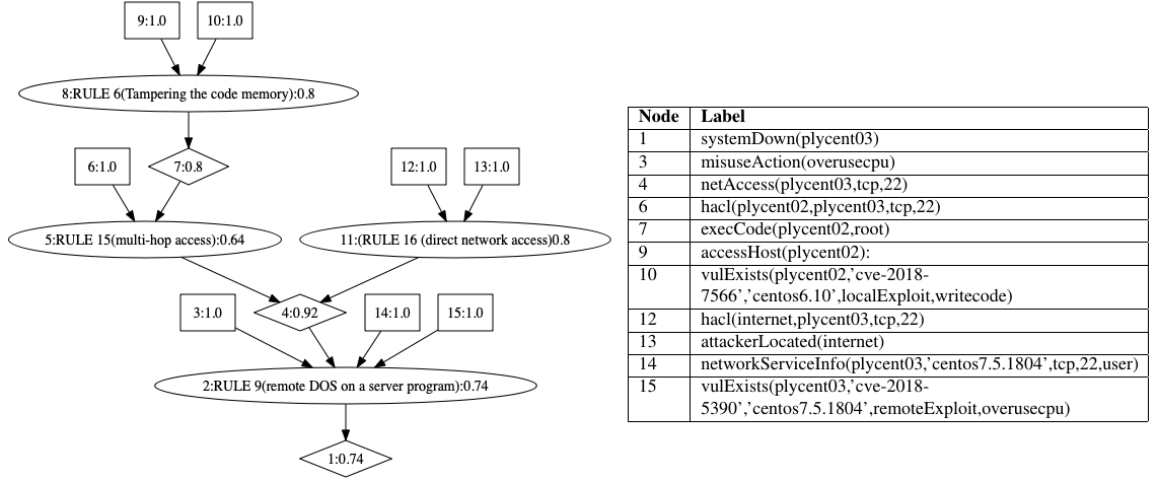 9:1.0
10:1.0
8:RULE 6(Tampering the code memory):0.8
6:1.0
7:0.8
12:1.0
13:1.0
5:RULE 15(multi-hop access):0.64
11:(RULE 16 (direct network access)0.8
3:1.0
4:0.92
14:1.0
15:1.0
2:RULE 9(remote DOS on a server program):0.74
1:0.74
Node Label
1 systemDown(plycent03)
3 misuseAction(overusecpu)
4 netAccess(plycent03,tcp,22)
6 hacl(plycent02,plycent03,tcp,22)
7 execCode(plycent02,root)
9 accessHost(plycent02):
10 vulExists(plycent02,'cve-2018-
7566','centos6.10',localExploit,writecode)
12 hacl(internet,plycent03,tcp,22)
13 attackerLocated(internet)
14 networkServiceInfo(plycent03,'centos7.5.1804',tcp,22,user)
15 vulExists(plycent03,'cve-2018-
5390','centos7.5.1804',remoteExploit,overusecpu)